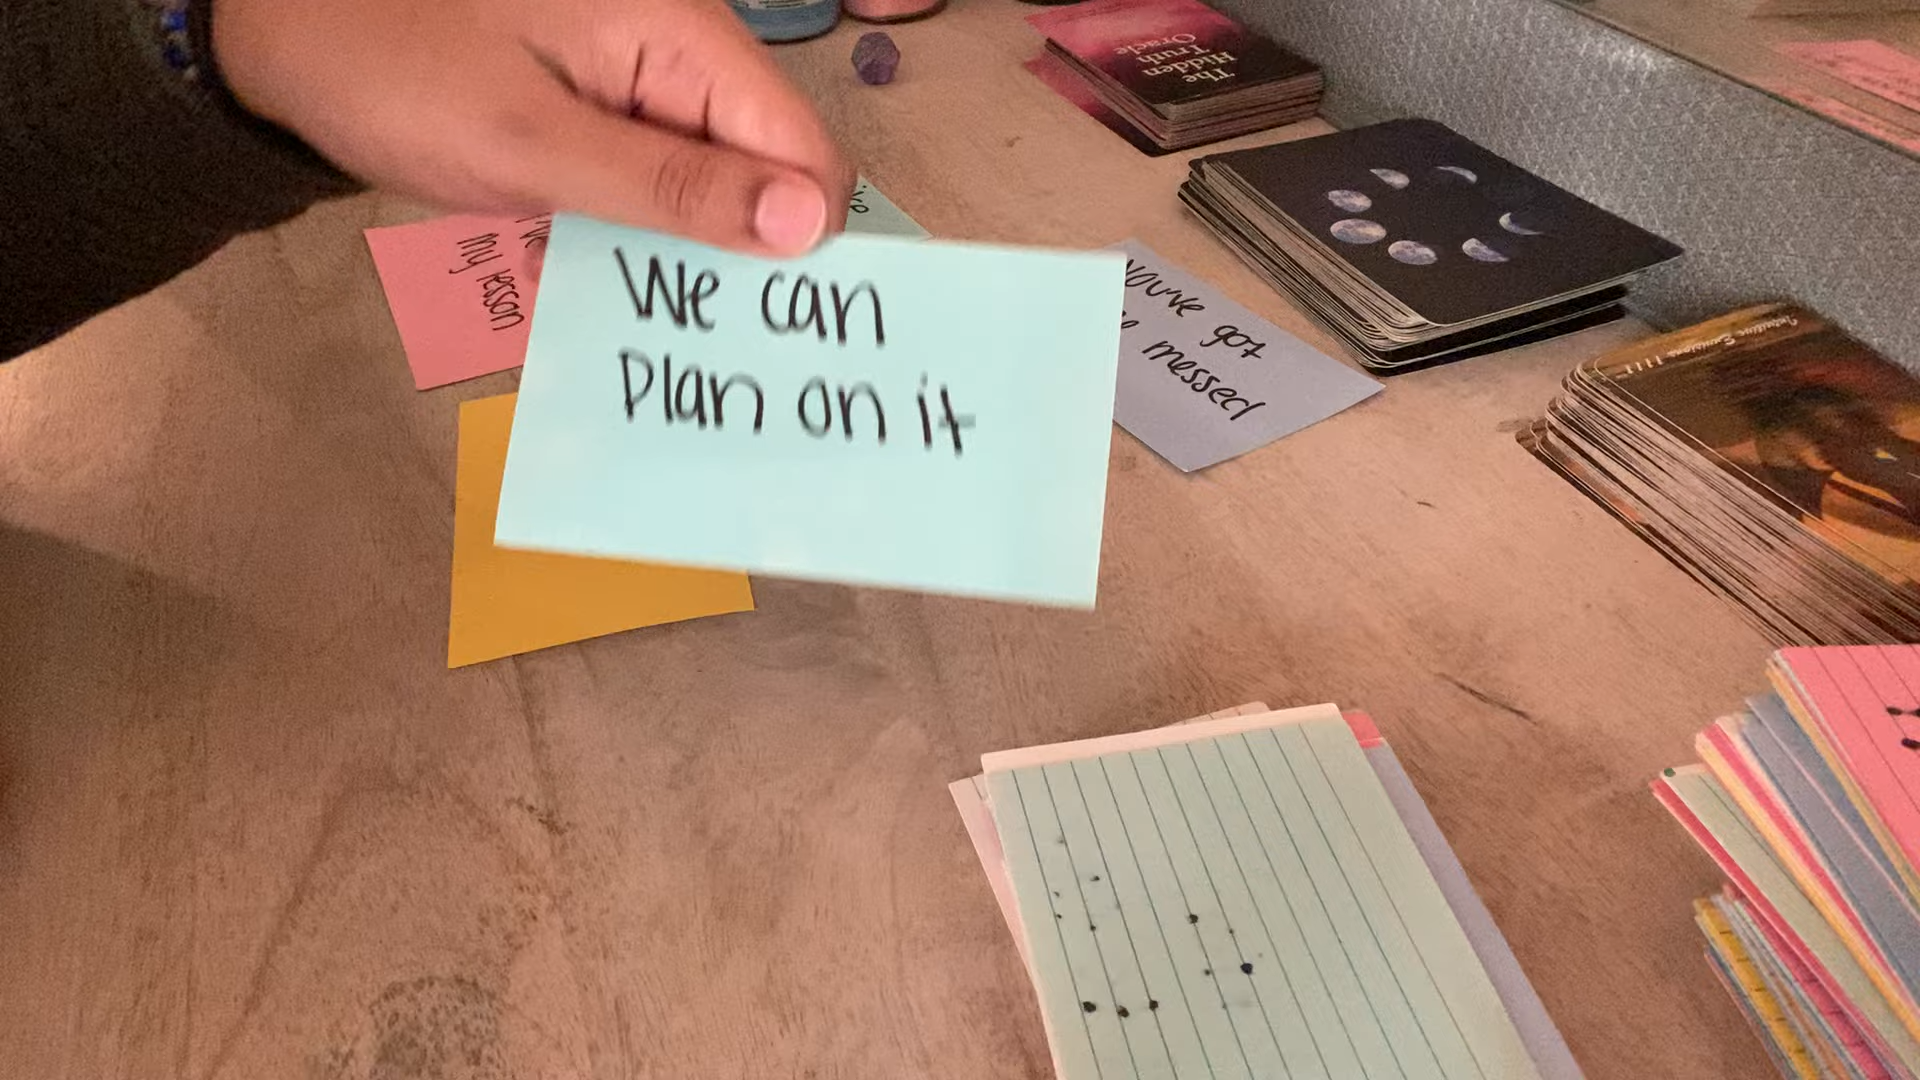 We can
Plan on it
my lesson
You've got
messed
The
Hidden
Truth
Oracle